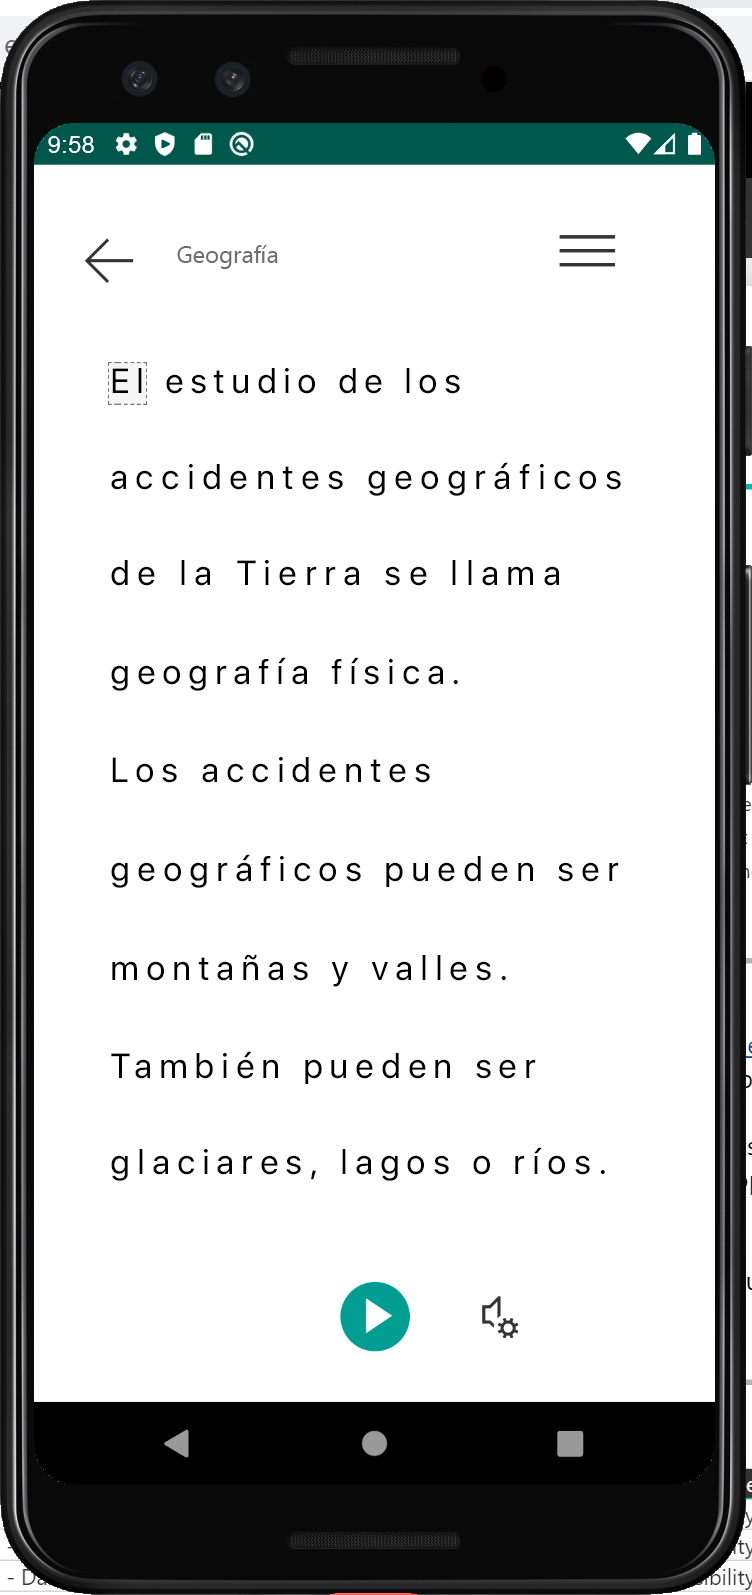 9:58
Geografía
El estudio de los
accidentes geográficos
de la Tierra se llama
geografía física.
Los accidentes
geográficos pueden ser
montañas y valles.
También pueden ser
glaciares, lagos o ríos.